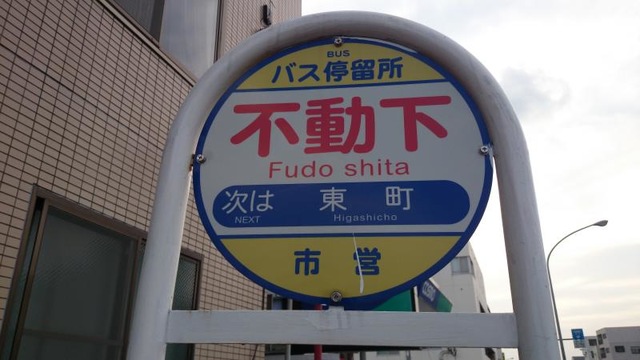 BUS
バス停留所
不動下
Fudo shita
次は 東町
NEXT Higashicho
市営